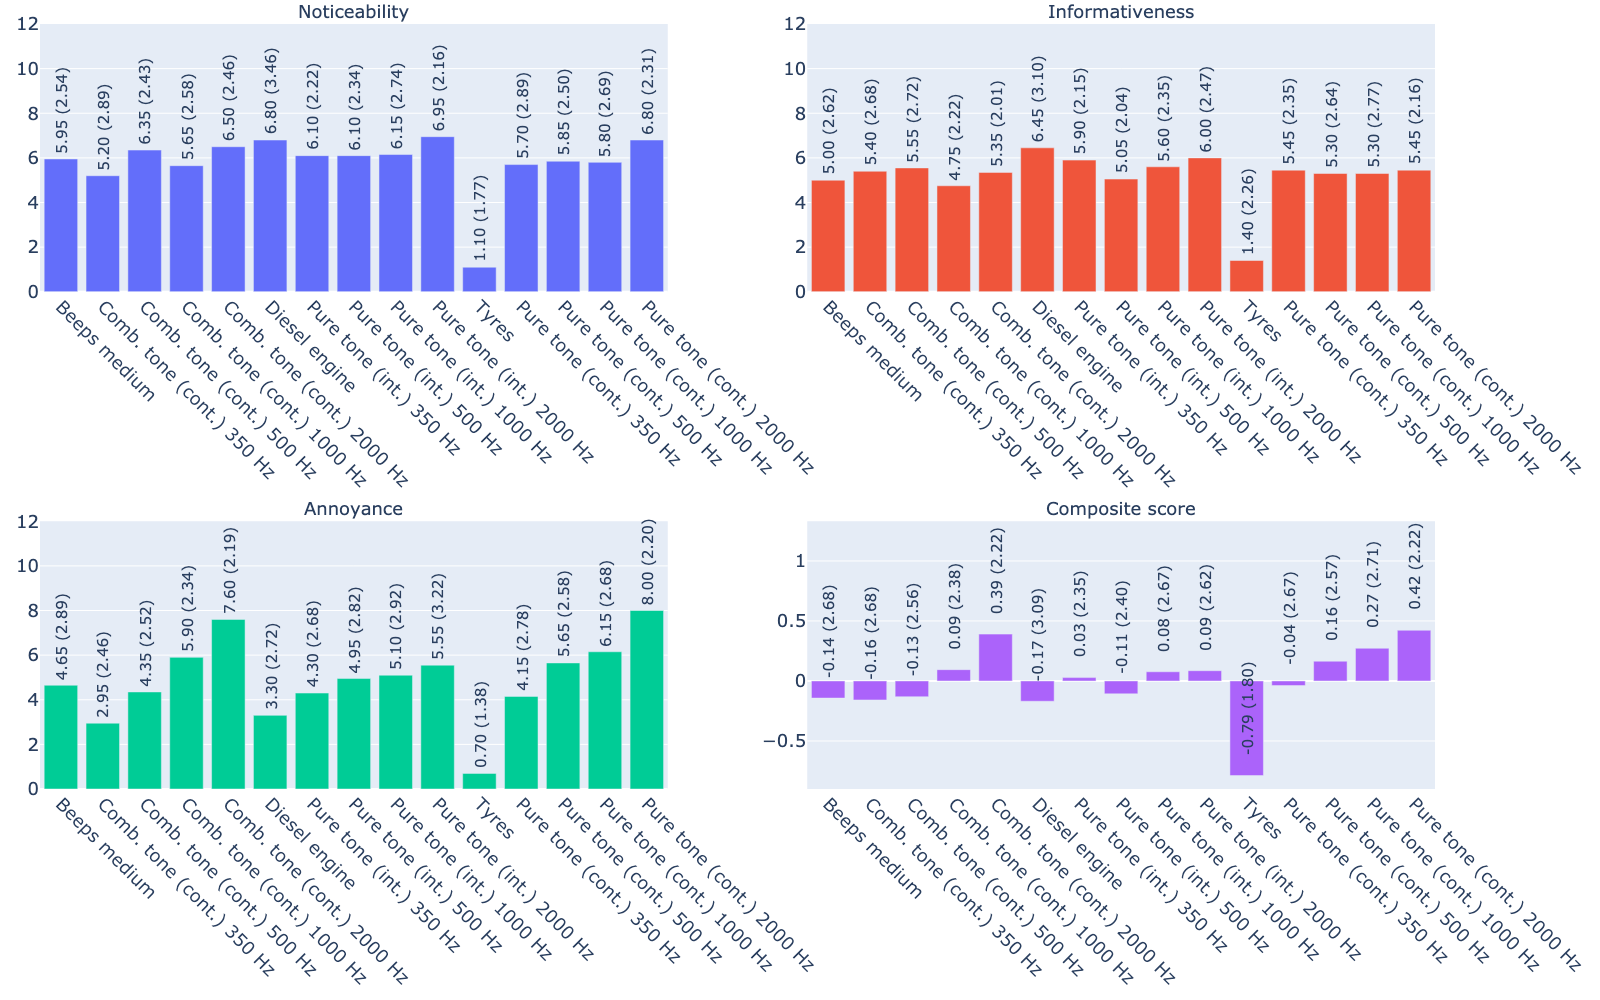 Noticeability
12
10
8
6
4
2
0
5.95 (2.54)
5.20 (2.89)
6.35 (2.43)
5.65 (2.58)
6.50 (2.46)
6.80 (3.46)
6.10 (2.22)
6.10 (2.34)
6.15 (2.74)
6.95 (2.16)
1.10 (1.77)
5.70 (2.89)
5.85 (2.50)
5.80 (2.69)
6.80 (2.31)
Beeps medium
Comb. tone (cont.) 350 Hz
Comb. tone (cont.) 500 Hz
Comb. tone (cont.) 1000 Hz
Comb. tone (cont.) 2000 Hz
Diesel engine
Pure tone (int.) 350 Hz
Pure tone (int.) 500 Hz
Pure tone (int.) 1000 Hz
Pure tone (int.) 2000 Hz
Tyres
Pure tone (cont.) 350 Hz
Pure tone (cont.) 500 Hz
Pure tone (cont.) 1000 Hz
Pure tone (cont.) 2000 Hz
Informativeness
12
10
8
6
4
2
0
5.00 (2.62)
5.40 (2.68)
5.55 (2.72)
4.75 (2.22)
5.35 (2.01)
6.45 (3.10)
5.90 (2.15)
5.05 (2.04)
5.60 (2.35)
6.00 (2.47)
1.40 (2.26)
5.45 (2.35)
5.30 (2.64)
5.30 (2.77)
5.45 (2.16)
Beeps medium
Comb. tone (cont.) 350 Hz
Comb. tone (cont.) 500 Hz
Comb. tone (cont.) 1000 Hz
Comb. tone (cont.) 2000 Hz
Diesel engine
Pure tone (int.) 350 Hz
Pure tone (int.) 500 Hz
Pure tone (int.) 1000 Hz
Pure tone (int.) 2000 Hz
Tyres
Pure tone (cont.) 350 Hz
Pure tone (cont.) 500 Hz
Pure tone (cont.) 1000 Hz
Pure tone (cont.) 2000 Hz
Annoyance
12
10
8
6
4
2
0
4.65 (2.89)
2.95 (2.46)
4.35 (2.52)
5.90 (2.34)
7.60 (2.19)
3.30 (2.72)
4.30 (2.68)
4.95 (2.82)
5.10 (2.92)
5.55 (3.22)
0.70 (1.38)
4.15 (2.78)
5.65 (2.58)
6.15 (2.68)
8.00 (2.20)
Beeps medium
Comb. tone (cont.) 350 Hz
Comb. tone (cont.) 500 Hz
Comb. tone (cont.) 1000 Hz
Comb. tone (cont.) 2000 Hz
Diesel engine
Pure tone (int.) 350 Hz
Pure tone (int.) 500 Hz
Pure tone (int.) 1000 Hz
Pure tone (int.) 2000 Hz
Tyres
Pure tone (cont.) 350 Hz
Pure tone (cont.) 500 Hz
Pure tone (cont.) 1000 Hz
Pure tone (cont.) 2000 Hz
Composite score
1
0.5
0
−0.5
-0.14 (2.68)
-0.16 (2.68)
-0.13 (2.56)
0.09 (2.38)
0.39 (2.22)
-0.17 (3.09)
0.03 (2.35)
-0.11 (2.40)
0.08 (2.67)
0.09 (2.62)
-0.79 (1.80)
-0.04 (2.67)
0.16 (2.57)
0.27 (2.71)
0.42 (2.22)
Beeps medium
Comb. tone (cont.) 350 Hz
Comb. tone (cont.) 500 Hz
Comb. tone (cont.) 1000 Hz
Comb. tone (cont.) 2000 Hz
Diesel engine
Pure tone (int.) 350 Hz
Pure tone (int.) 500 Hz
Pure tone (int.) 1000 Hz
Pure tone (int.) 2000 Hz
Tyres
Pure tone (cont.) 350 Hz
Pure tone (cont.) 500 Hz
Pure tone (cont.) 1000 Hz
Pure tone (cont.) 2000 Hz